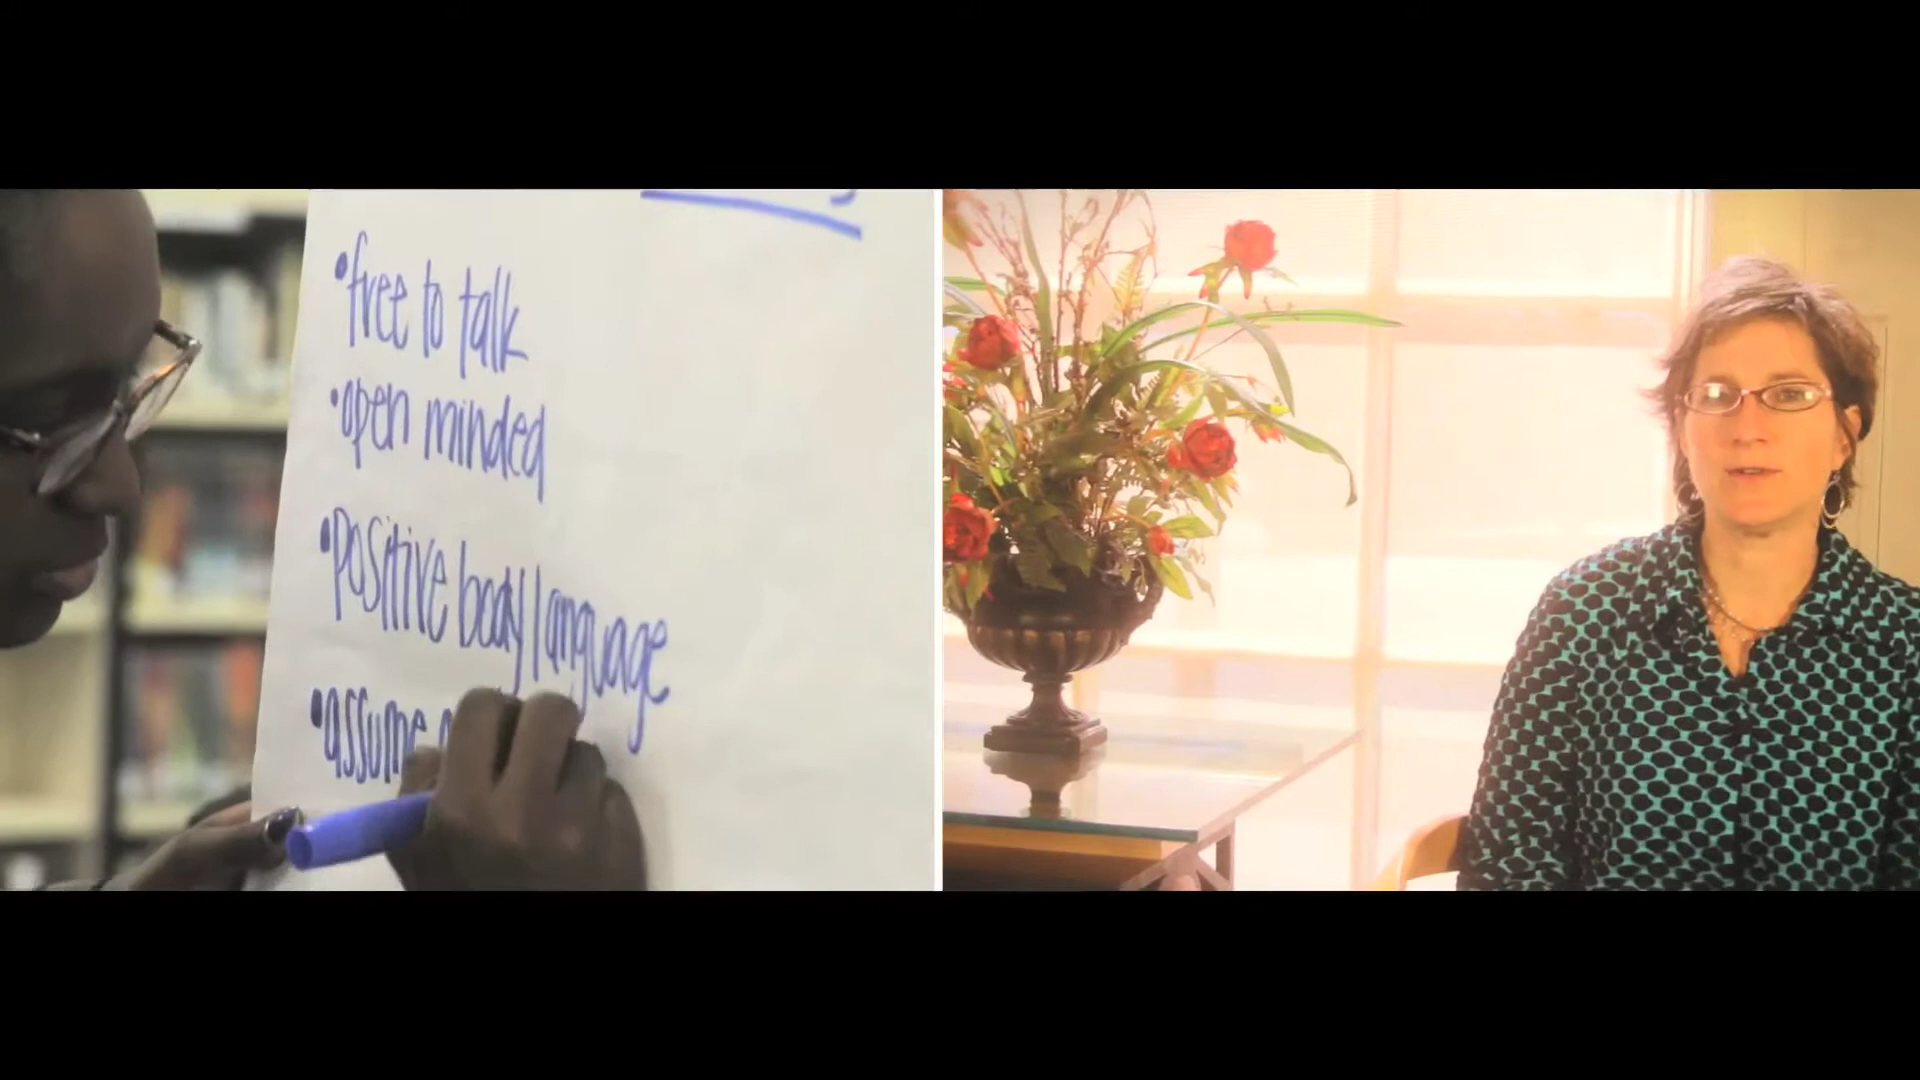 •free to talk
•open minded
•positive body language
•assume